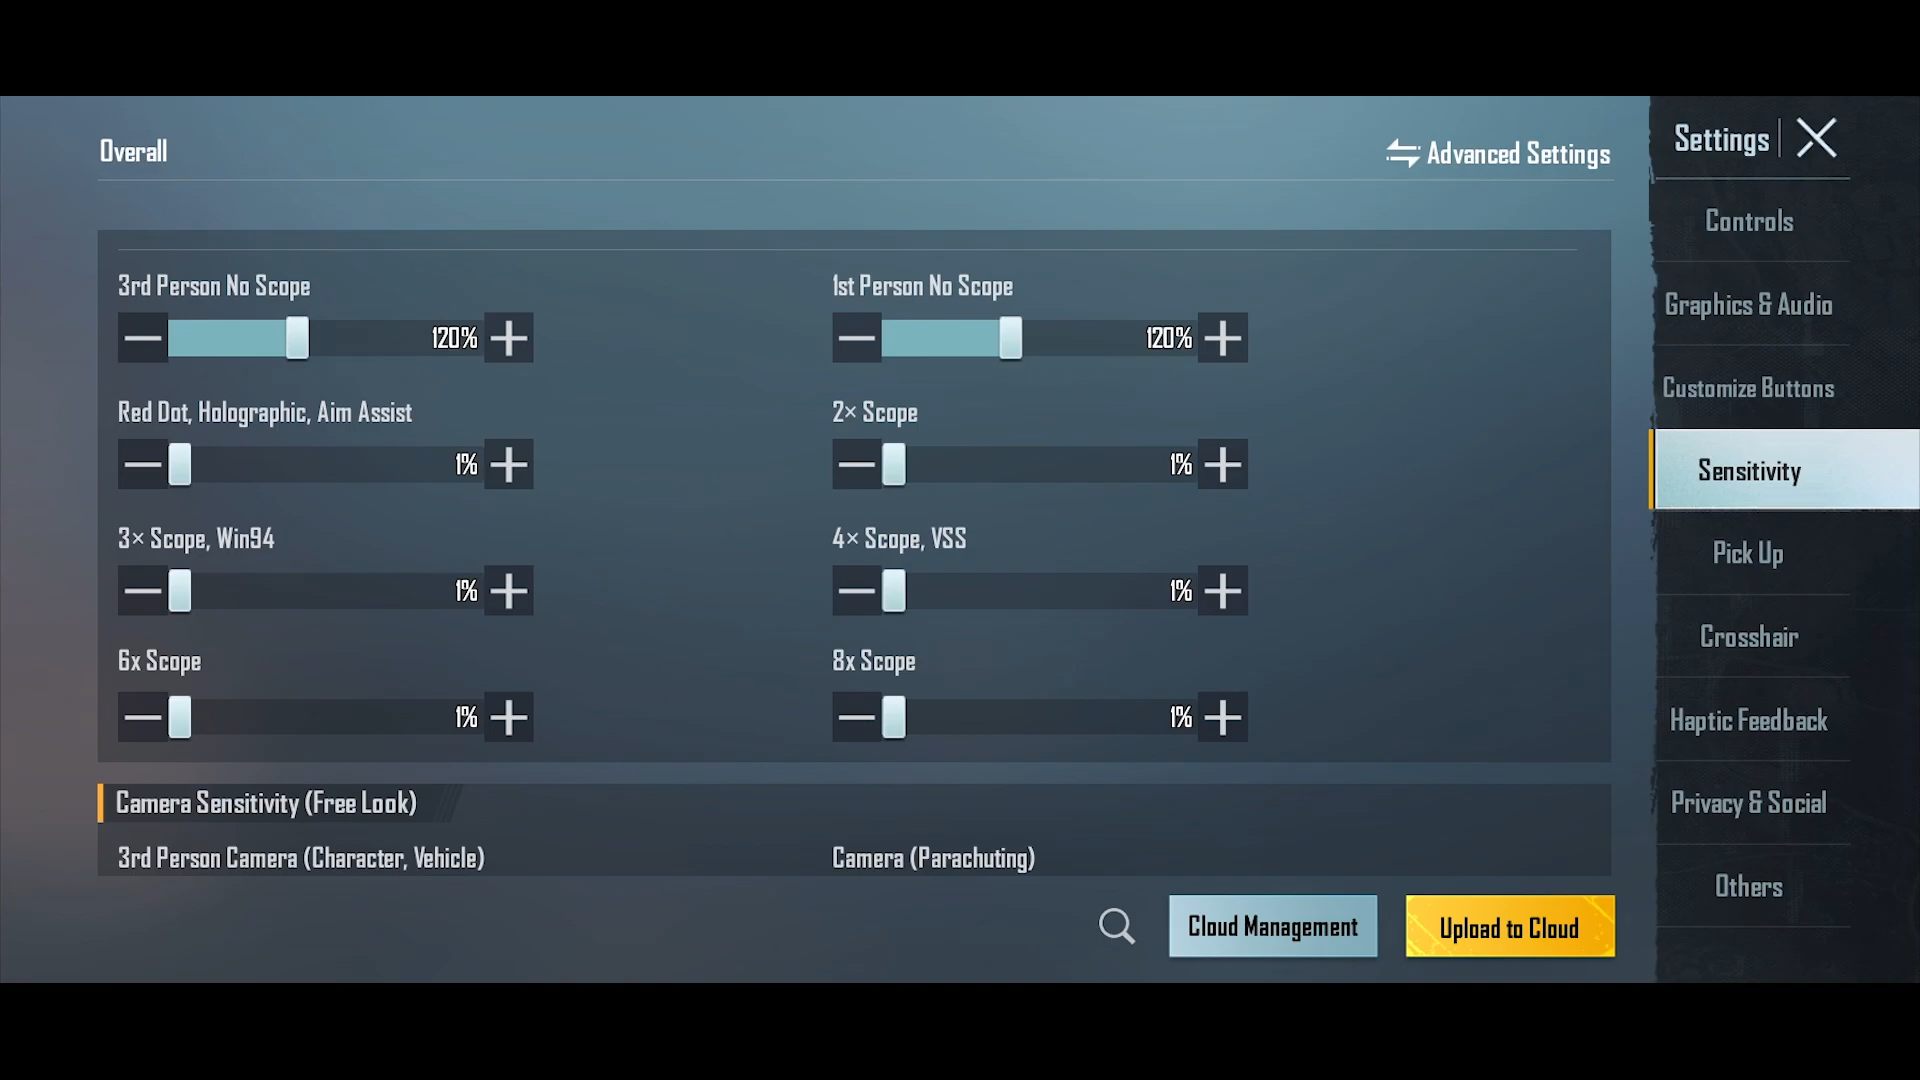 Overall
Advanced Settings
3rd Person No Scope
120%
1st Person No Scope
120%
Red Dot, Holographic, Aim Assist
1%
2× Scope
1%
3× Scope, Win94
1%
4× Scope, VSS
1%
6x Scope
1%
8x Scope
1%
Camera Sensitivity (Free Look)
3rd Person Camera (Character, Vehicle)
Camera (Parachuting)
Cloud Management
Upload to Cloud
Settings
Controls
Graphics & Audio
Customize Buttons
Sensitivity
Pick Up
Crosshair
Haptic Feedback
Privacy & Social
Others